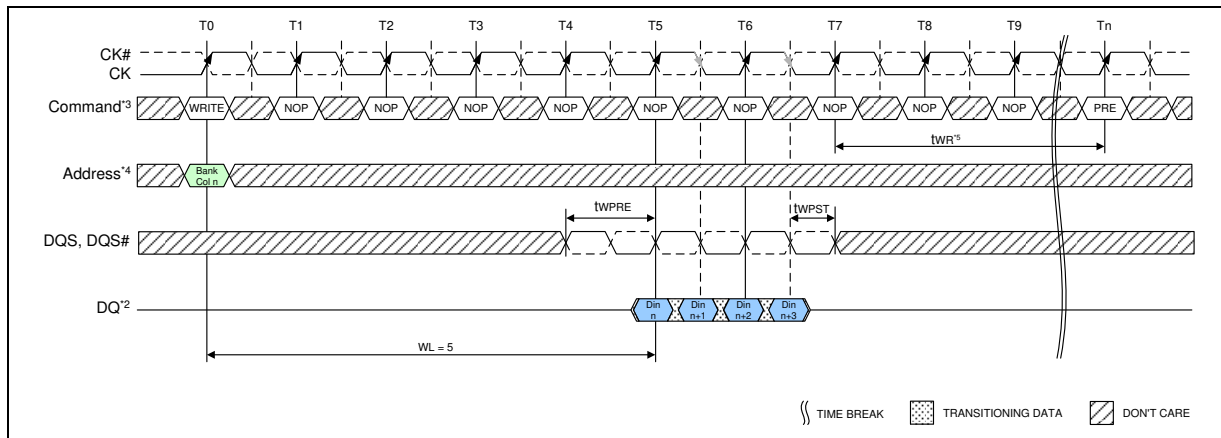 T0 T1 T2 T3 T4 T5 T6 T7 T8 T9 Tn
CK#
CK
Command*3 WRITE NOP NOP NOP NOP NOP NOP NOP NOP NOP PRE
tWR*5
Address*4 Bank
Col n
tWPRE tWPST
DQS, DQS#
DQ*2 Din
n Din
n+1 Din
n+2 Din
n+3
WL = 5
TIME BREAK TRANSITIONING DATA DON'T CARE